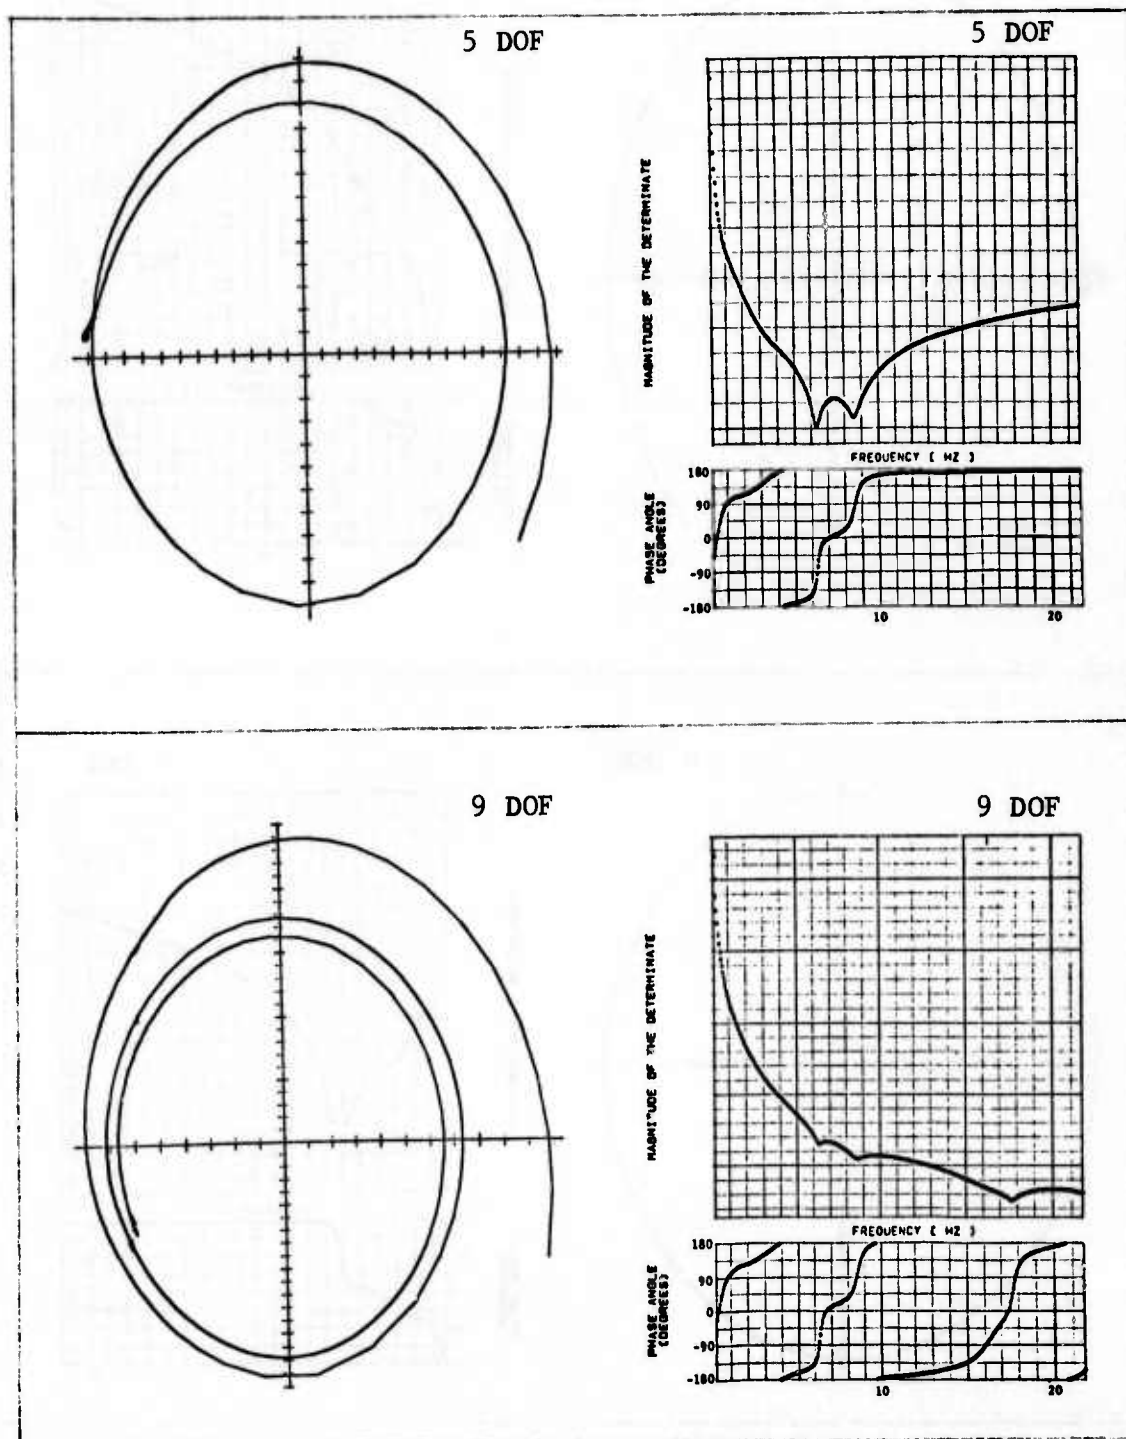 5 DOF
5 DOF
MAGNITUDE OF THE DETERMINATE
FREQUENCY [ HZ ]
PHASE ANGLE
(DEGREES)
180
90
0
-90
-180
10
20
9 DOF
9 DOF
MAGNITUDE OF THE DETERMINATE
FREQUENCY [ HZ ]
PHASE ANGLE
(DEGREES)
180
90
0
-90
-180
10
20